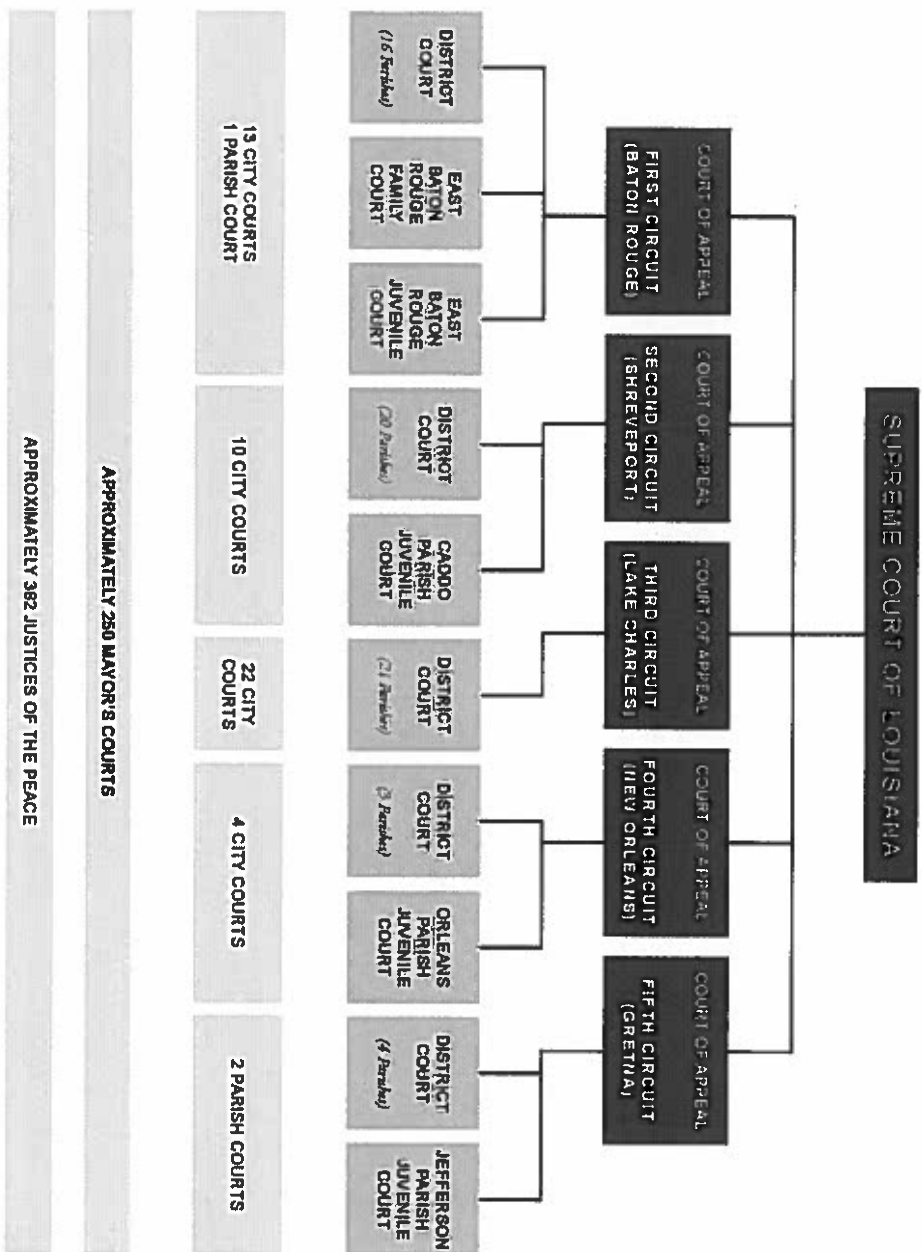 SUPREME COURT OF LOUISIANA
COURT OF APPEAL
FIRST CIRCUIT
(BATON ROUGE)
COURT OF APPEAL
SECOND CIRCUIT
(SHREVEPORT)
COURT OF APPEAL
THIRD CIRCUIT
(LAKE CHARLES)
COURT OF APPEAL
FOURTH CIRCUIT
(NEW ORLEANS)
COURT OF APPEAL
FIFTH CIRCUIT
(GRETNA)
DISTRICT
COURT
(16 Parishes)
EAST
BATON
ROUGE
FAMILY
COURT
EAST
BATON
ROUGE
JUVENILE
COURT
DISTRICT
COURT
(20 Parishes)
CADDO
PARISH
JUVENILE
COURT
DISTRICT
COURT
(21 Parishes)
DISTRICT
COURT
(3 Parishes)
ORLEANS
PARISH
JUVENILE
COURT
DISTRICT
COURT
(4 Parishes)
JEFFERSON
PARISH
JUVENILE
COURT
13 CITY COURTS
1 PARISH COURT
10 CITY COURTS
22 CITY
COURTS
4 CITY COURTS
2 PARISH COURTS
APPROXIMATELY 250 MAYOR'S COURTS
APPROXIMATELY 382 JUSTICES OF THE PEACE